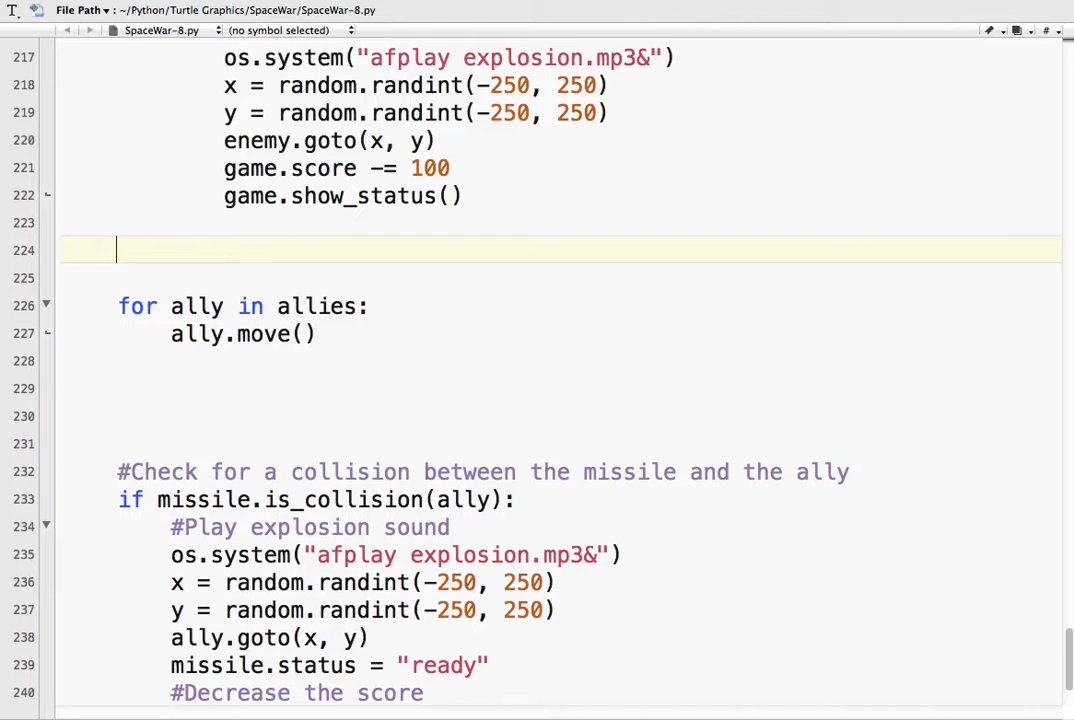 File Path ▾ : ~/Python/Turtle Graphics/SpaceWar/SpaceWar-8.py
SpaceWar-8.py (no symbol selected) #
217 os.system("afplay explosion.mp3&")
218 x = random.randint(-250, 250)
219 y = random.randint(-250, 250)
220 enemy.goto(x, y)
221 game.score -= 100
222 game.show_status()
223
224
225
226 for ally in allies:
227 ally.move()
228
229
230
231
232 #Check for a collision between the missile and the ally
233 if missile.is_collision(ally):
234 #Play explosion sound
235 os.system("afplay explosion.mp3&")
236 x = random.randint(-250, 250)
237 y = random.randint(-250, 250)
238 ally.goto(x, y)
239 missile.status = "ready"
240 #Decrease the score